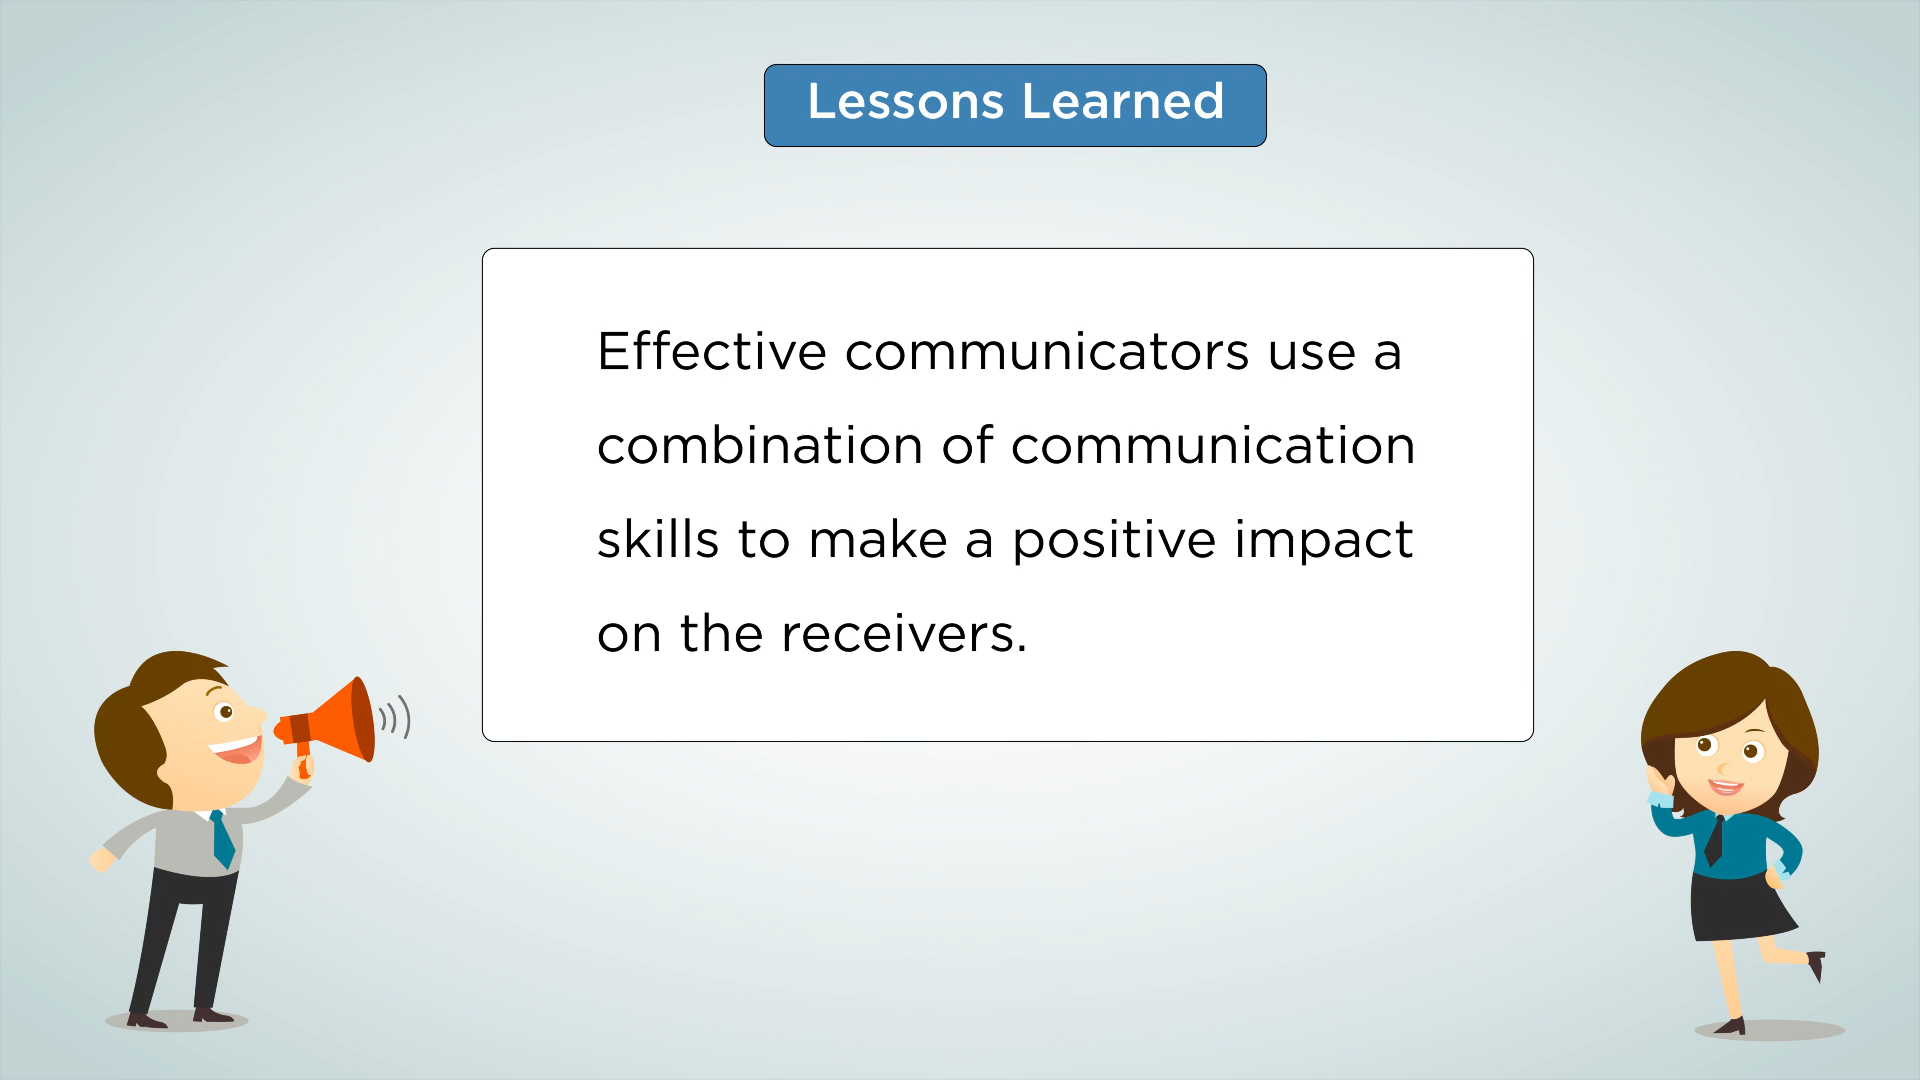 Lessons Learned
Effective communicators use a
combination of communication
skills to make a positive impact
on the receivers.